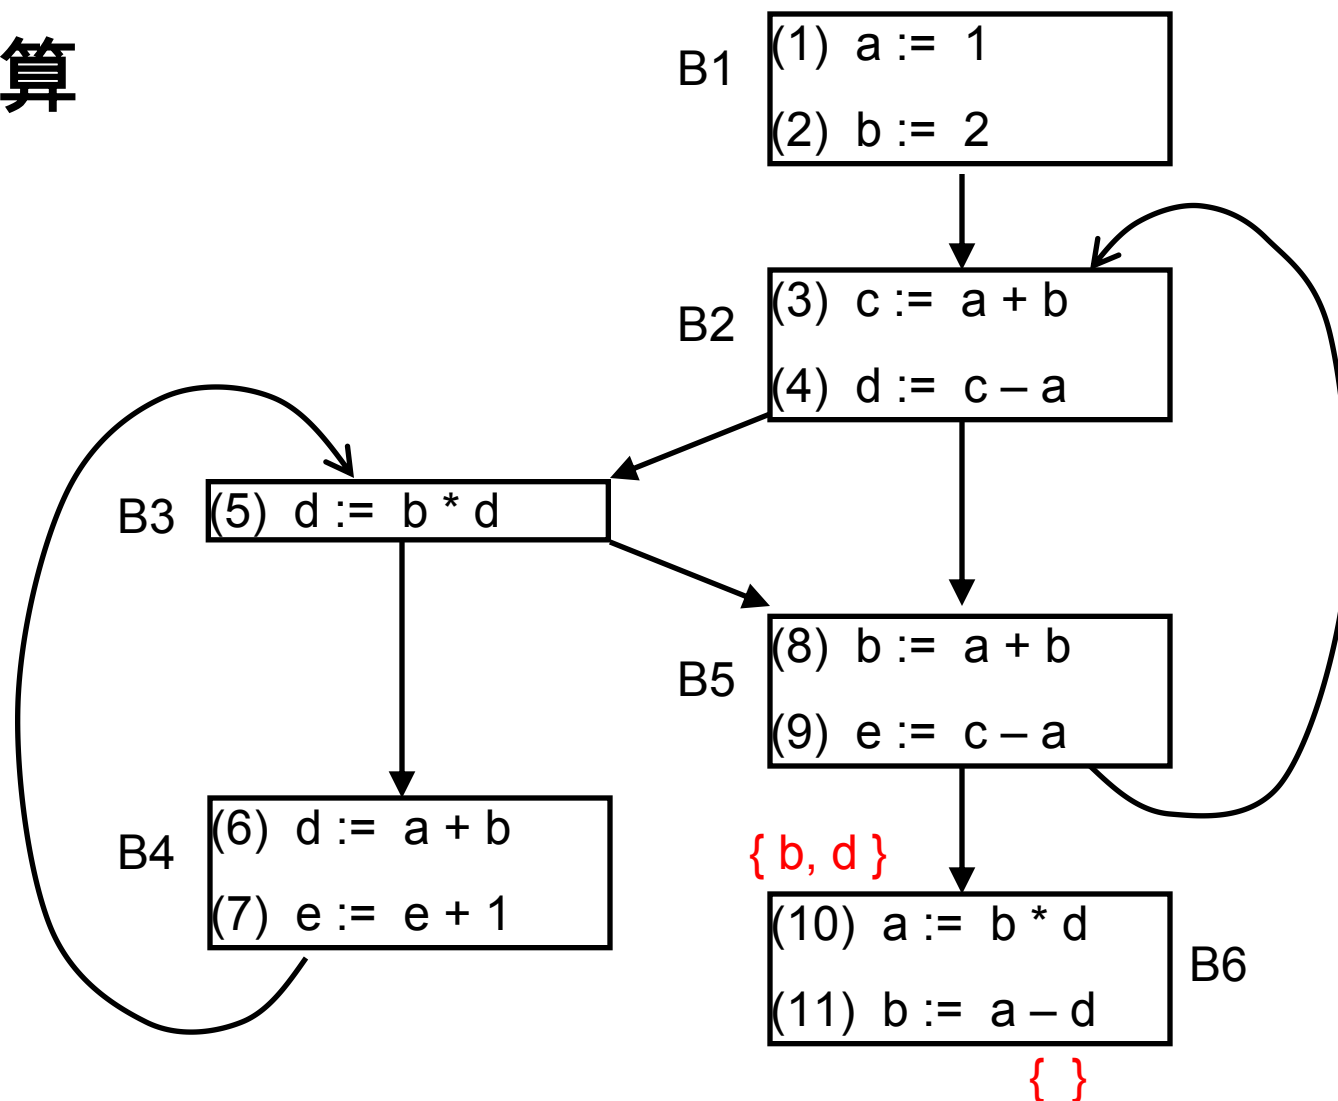 算
B1
(1) a := 1
(2) b := 2
B2
(3) c := a + b
(4) d := c – a
B3
(5) d := b * d
B4
(6) d := a + b
(7) e := e + 1
B5
(8) b := a + b
(9) e := c – a
{ b, d }
(10) a := b * d
(11) b := a – d
B6
{ }